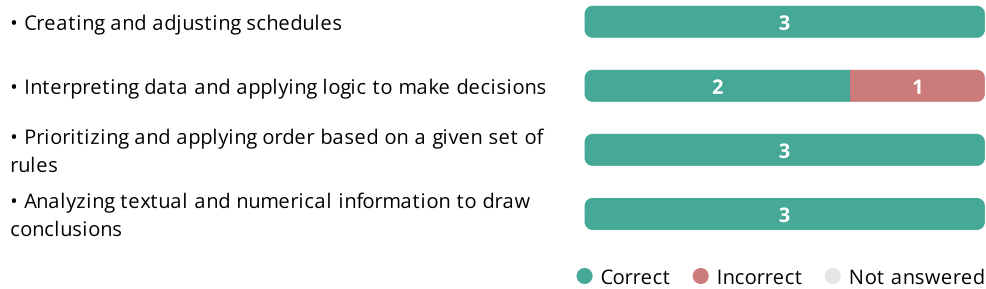 • Creating and adjusting schedules
3
• Interpreting data and applying logic to make decisions
2 1
• Prioritizing and applying order based on a given set of
rules
3
• Analyzing textual and numerical information to draw
conclusions
3
Correct Incorrect Not answered